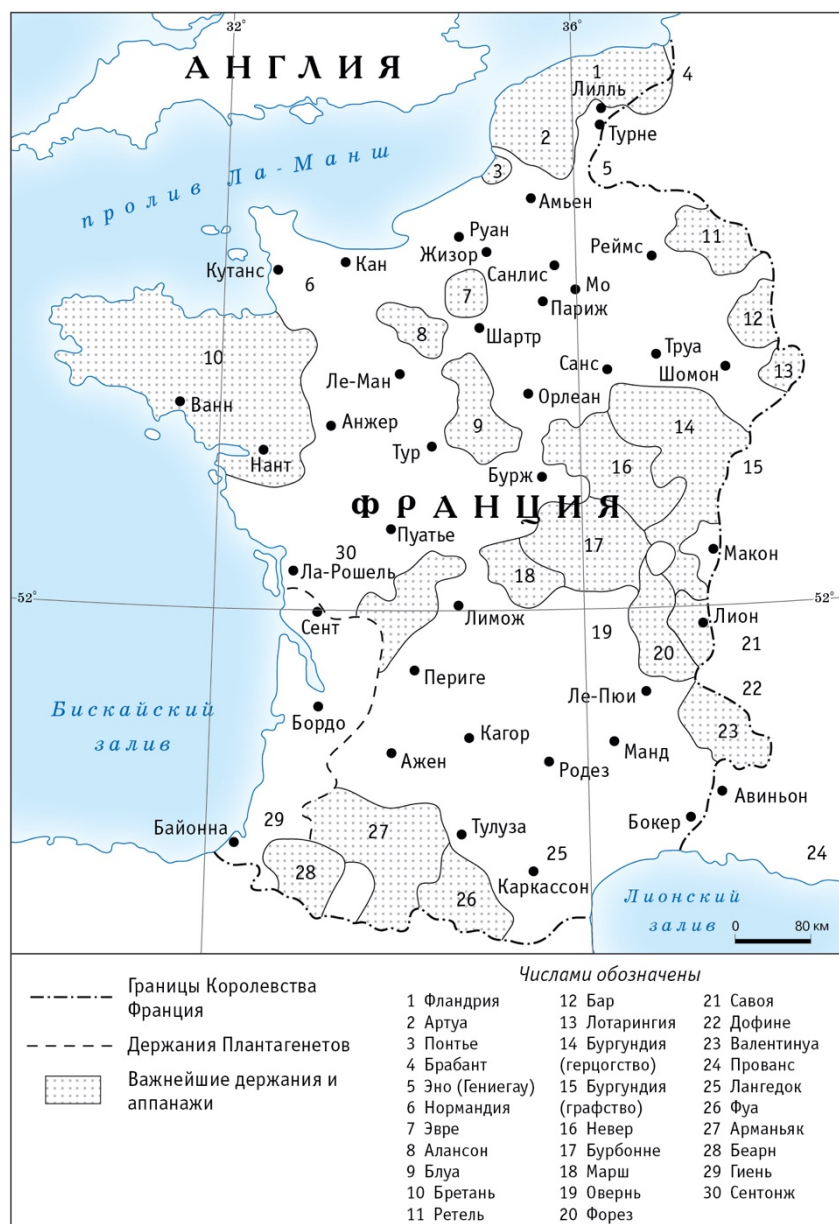 32°
36°
АНГЛИЯ
1
4
Лилль
2
Турне
пролив Ла-Манш
3
5
Амьен
Руан
Жизор
Реймс
11
Кутанс
Кан
Санлис
6
7
Мо
Париж
8
12
Шартр
10
Труа
Санс
Шомон
13
Ле-Ман
Орлеан
Ванн
Анжер
9
14
Тур
Нант
Бурж
16
15
ФРАНЦИЯ
Пуатье
17
30
Макон
Ла-Рошель
18
52°
52°
Сент
Лимож
Лион
19
20
21
Периге
Ле-Пюи
22
Бискайский
залив
Бордо
23
Кагор
Манд
Ажен
Родез
Авиньон
Байонна
29
27
Тулуза
Бокер
25
24
28
Каркассон
26
Лионский
залив
0 80 км
Границы Королевства
Франция
Держания Плантагенетов
Важнейшие держания и
аппанажи
Числами обозначены
1 Фландрия
2 Артуа
3 Понтье
4 Брабант
5 Эно (Гениегау)
6 Нормандия
7 Эвре
8 Алансон
9 Блуа
10 Бретань
11 Ретель
12 Бар
13 Лотарингия
14 Бургундия
(герцогство)
15 Бургундия
(графство)
16 Невер
17 Бурбонне
18 Марш
19 Овернь
20 Форез
21 Савоя
22 Дофине
23 Валентинуа
24 Прованс
25 Лангедок
26 Фуа
27 Арманьяк
28 Беарн
29 Гиень
30 Сентонж